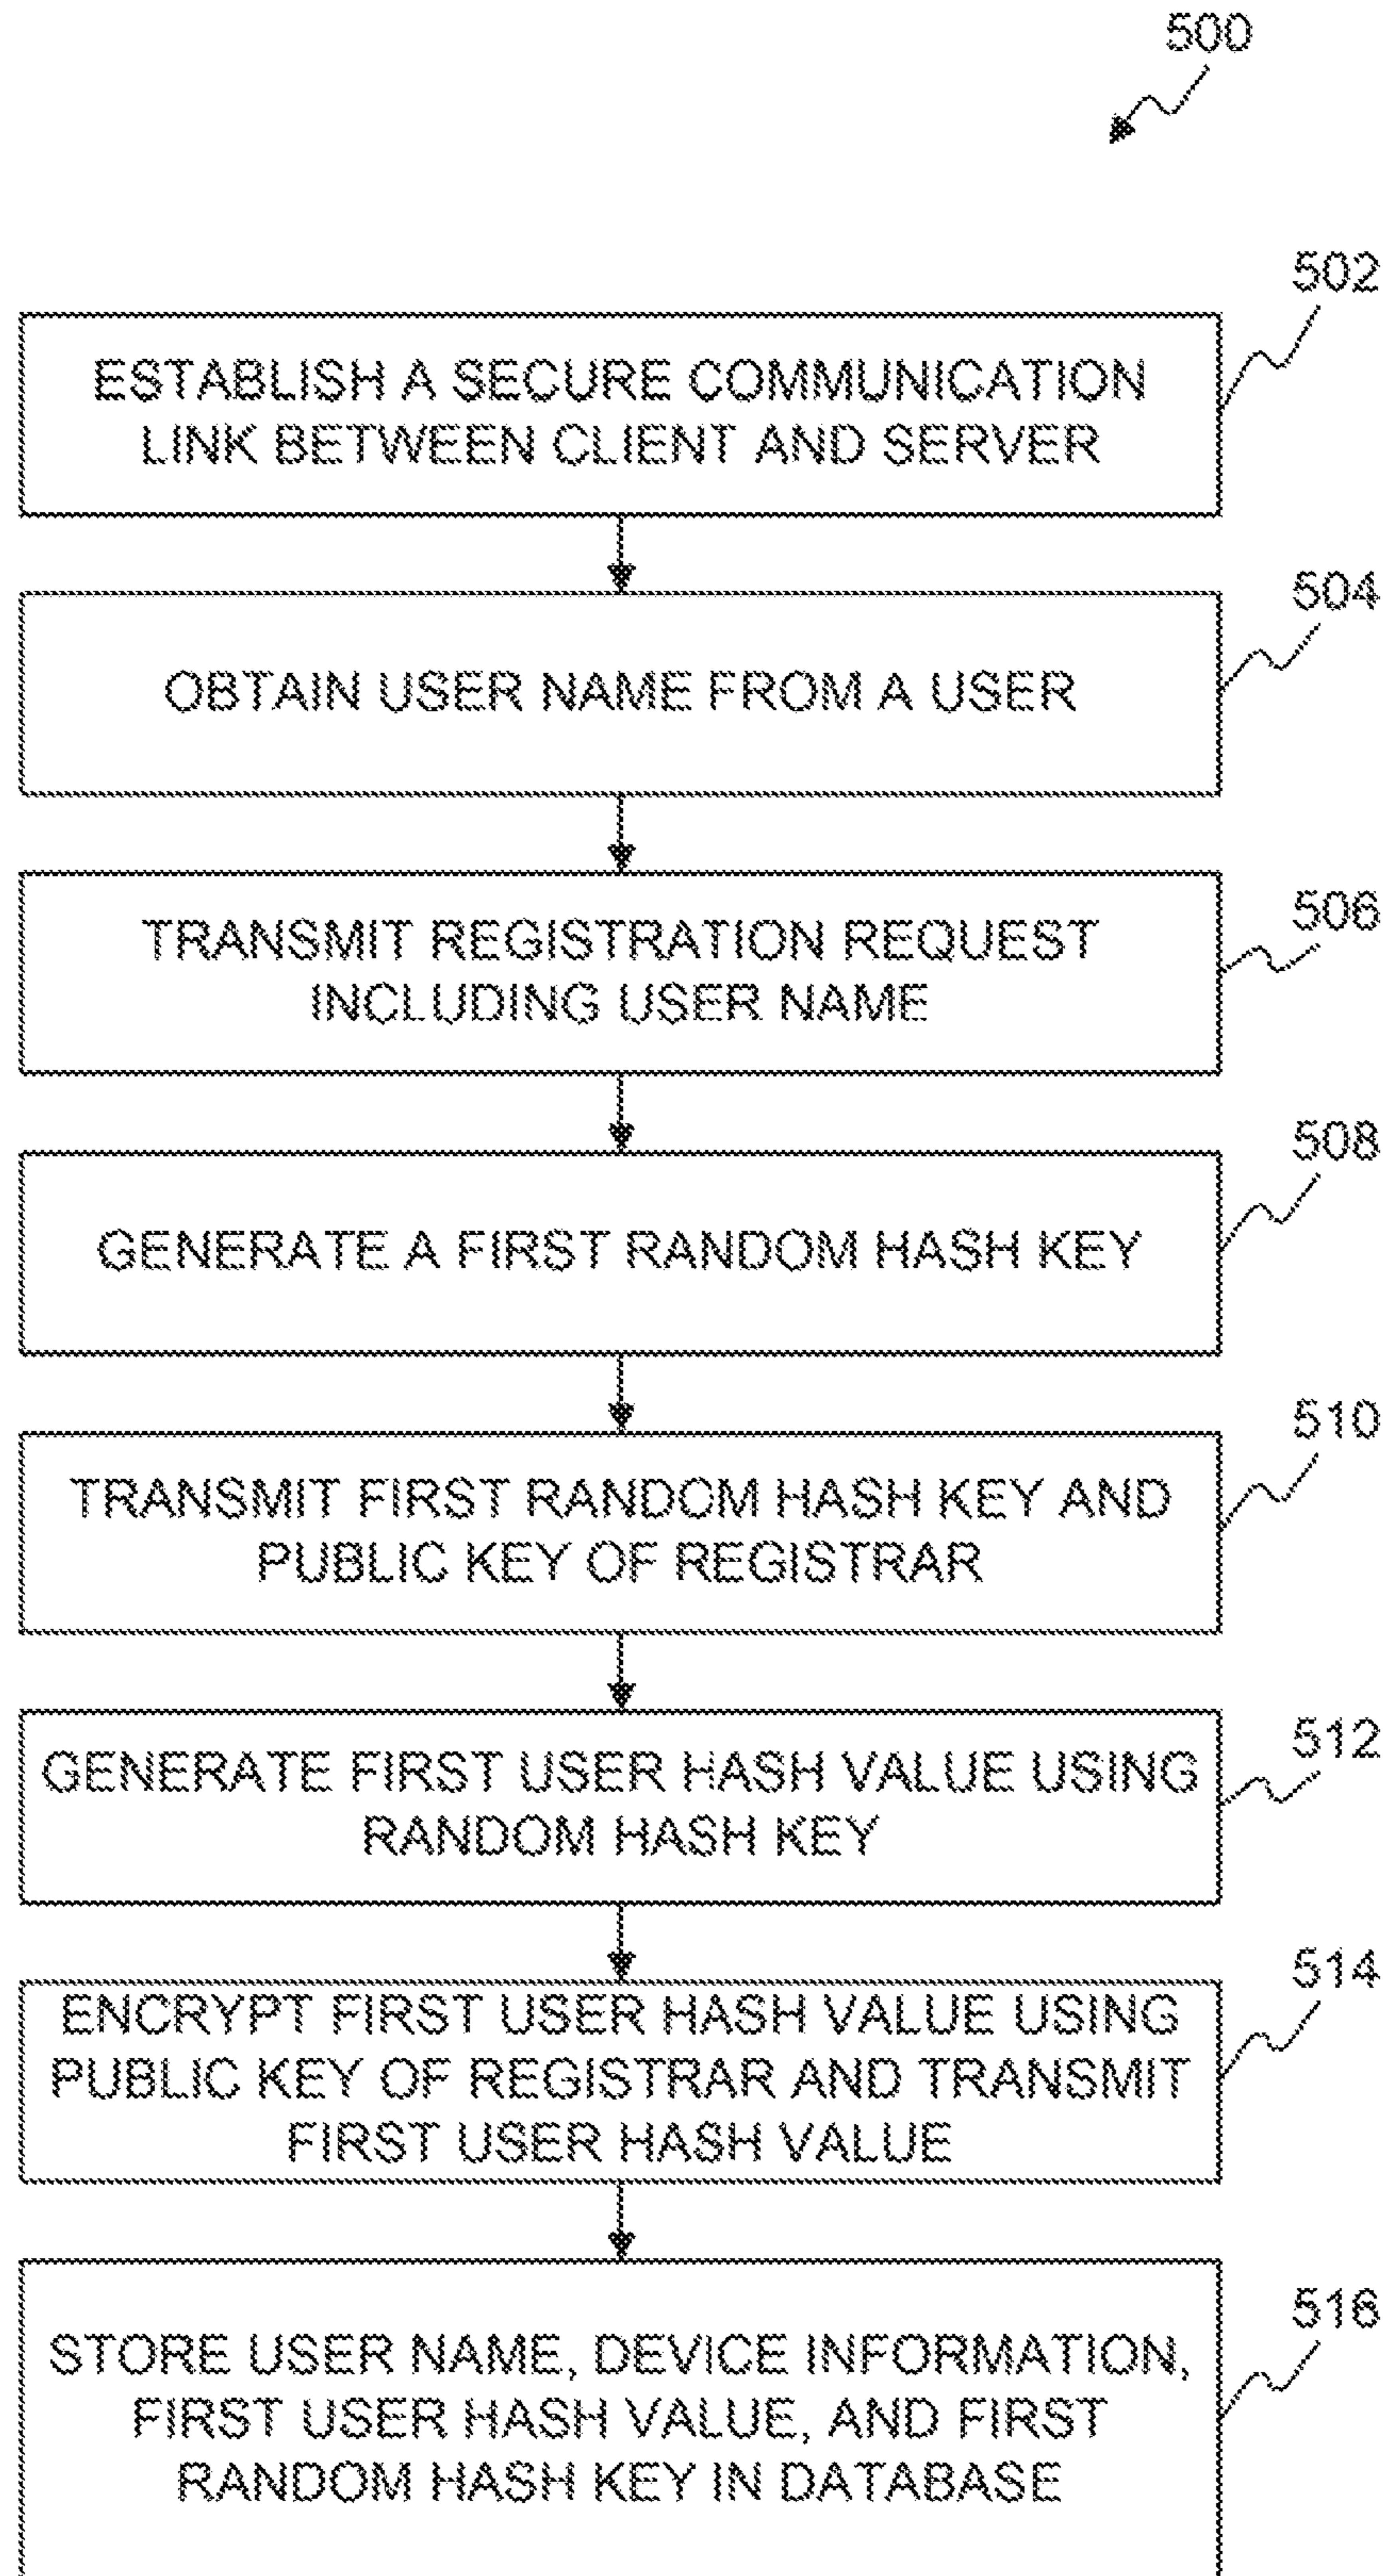 500
502
ESTABLISH A SECURE COMMUNICATION
LINK BETWEEN CLIENT AND SERVER
504
OBTAIN USER NAME FROM A USER
506
TRANSMIT REGISTRATION REQUEST
INCLUDING USER NAME
508
GENERATE A FIRST RANDOM HASH KEY
510
TRANSMIT FIRST RANDOM HASH KEY AND
PUBLIC KEY OF REGISTRAR
512
GENERATE FIRST USER HASH VALUE USING
RANDOM HASH KEY
514
ENCRYPT FIRST USER HASH VALUE USING
PUBLIC KEY OF REGISTRAR AND TRANSMIT
FIRST USER HASH VALUE
516
STORE USER NAME, DEVICE INFORMATION,
FIRST USER HASH VALUE, AND FIRST
RANDOM HASH KEY IN DATABASE